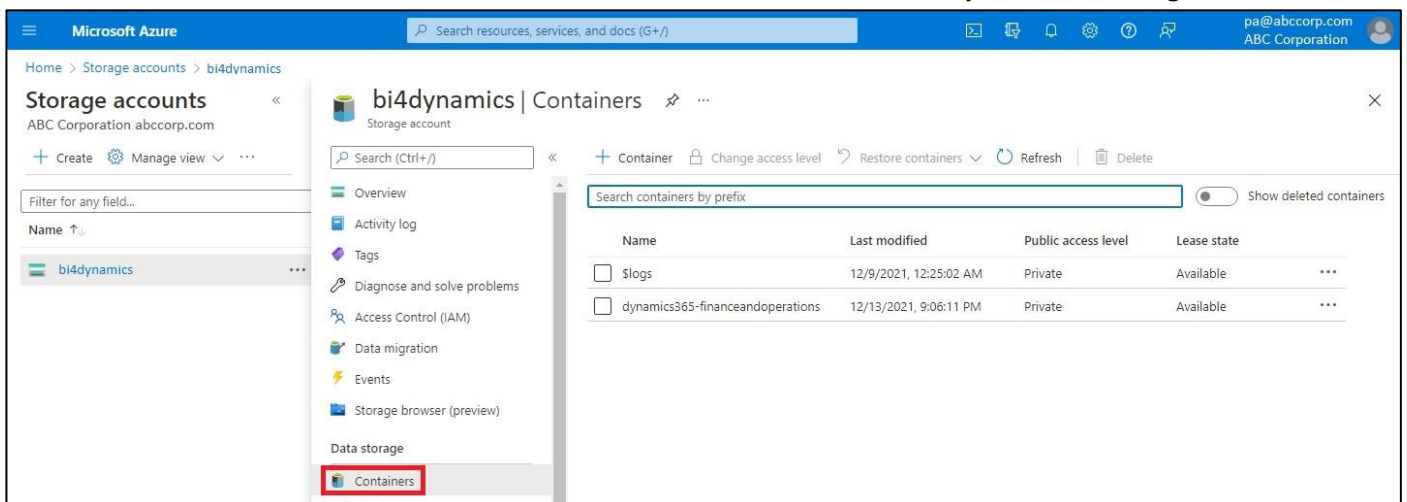 Microsoft Azure
Search resources, services, and docs (G+/)
pa@abccorp.com
ABC Corporation
Home > Storage accounts > bi4dynamics
Storage accounts «
ABC Corporation abccorp.com
+ Create Manage view ···
Filter for any field...
Name ↑↓
bi4dynamics ···
bi4dynamics | Containers ···
Storage account
Search (Ctrl+/) «
Overview
Activity log
Tags
Diagnose and solve problems
Access Control (IAM)
Data migration
Events
Storage browser (preview)
Data storage
Containers
+ Container Change access level Restore containers Refresh Delete
Search containers by prefix
Show deleted containers
Name Last modified Public access level Lease state
$logs 12/9/2021, 12:25:02 AM Private Available ···
dynamics365-financeandoperations 12/13/2021, 9:06:11 PM Private Available ···